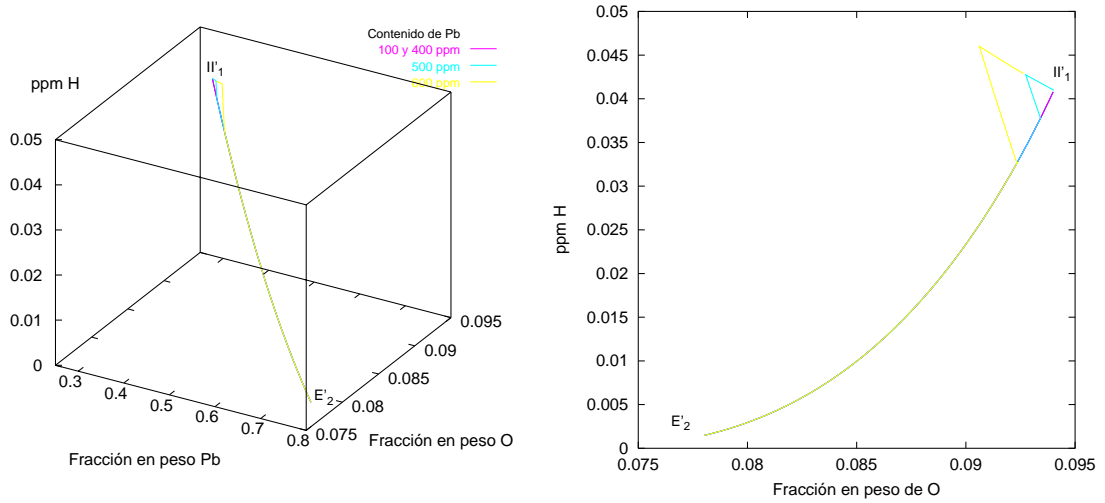 Contenido de Pb
100 y 400 ppm
500 ppm
600 ppm
II'1
ppm H
0.05
0.04
0.03
0.02
0.01
0
0.3
0.4
0.5
0.6
0.7
0.8
0.075
0.08
0.085
0.09
0.095
E'2
Fracción en peso Pb
Fracción en peso O
0.05
0.045
0.04
0.035
0.03
0.025
0.02
0.015
0.01
0.005
0
ppm H
II'1
E'2
0.075
0.08
0.085
0.09
0.095
Fracción en peso de O